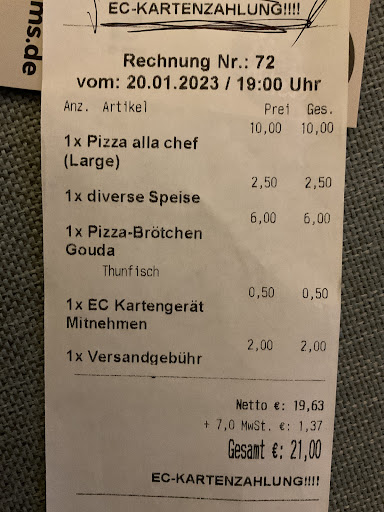 ms.de
EC-KARTENZAHLUNG!!!!
Rechnung Nr.: 72
vom: 20.01.2023 / 19:00 Uhr
Anz. Artikel Prei Ges.
10,00 10,00
1x Pizza alla chef
(Large)
2,50 2,50
1x diverse Speise
6,00 6,00
1x Pizza-Brötchen
Gouda
Thunfisch
0,50 0,50
1x EC Kartengerät
Mitnehmen
2,00 2,00
1x Versandgebühr
Netto €: 19,63
+ 7,0 MwSt. €: 1,37
Gesamt €: 21,00
EC-KARTENZAHLUNG!!!!